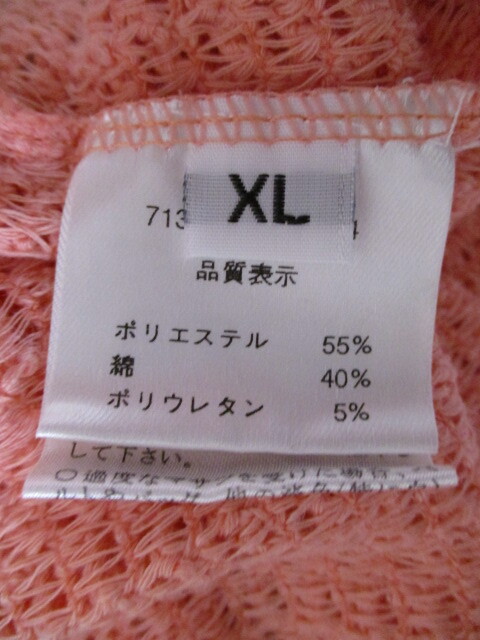 XL
713
4
品質表示
ポリエステル 55%
綿 40%
ポリウレタン 5%
して下さい。